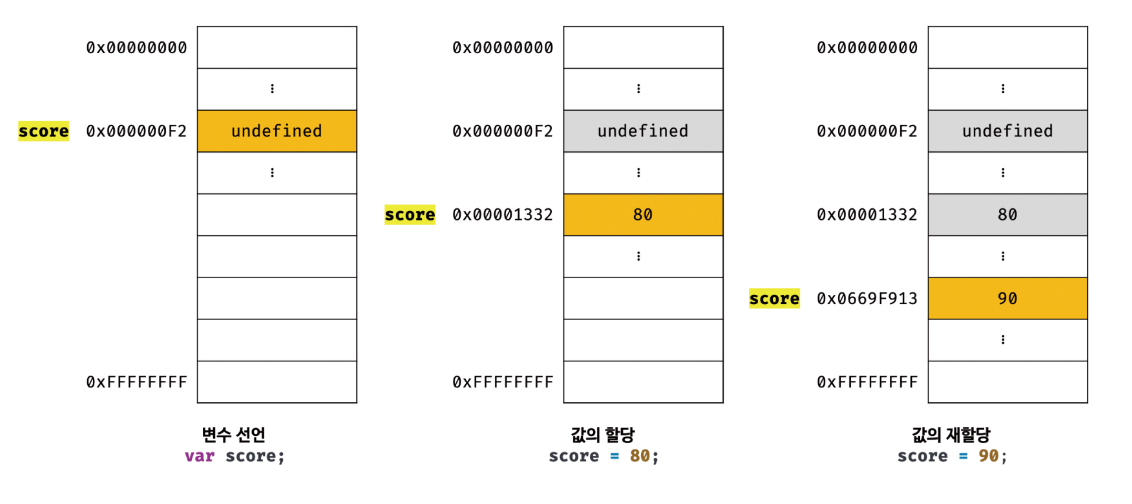 0x00000000
⋮
score 0x000000F2 undefined
⋮
0xFFFFFFFF
변수 선언
var score;
0x00000000
⋮
0x000000F2 undefined
⋮
score 0x00001332 80
⋮
0xFFFFFFFF
값의 할당
score = 80;
0x00000000
⋮
0x000000F2 undefined
⋮
0x00001332 80
⋮
score 0x0669F913 90
⋮
0xFFFFFFFF
값의 재할당
score = 90;